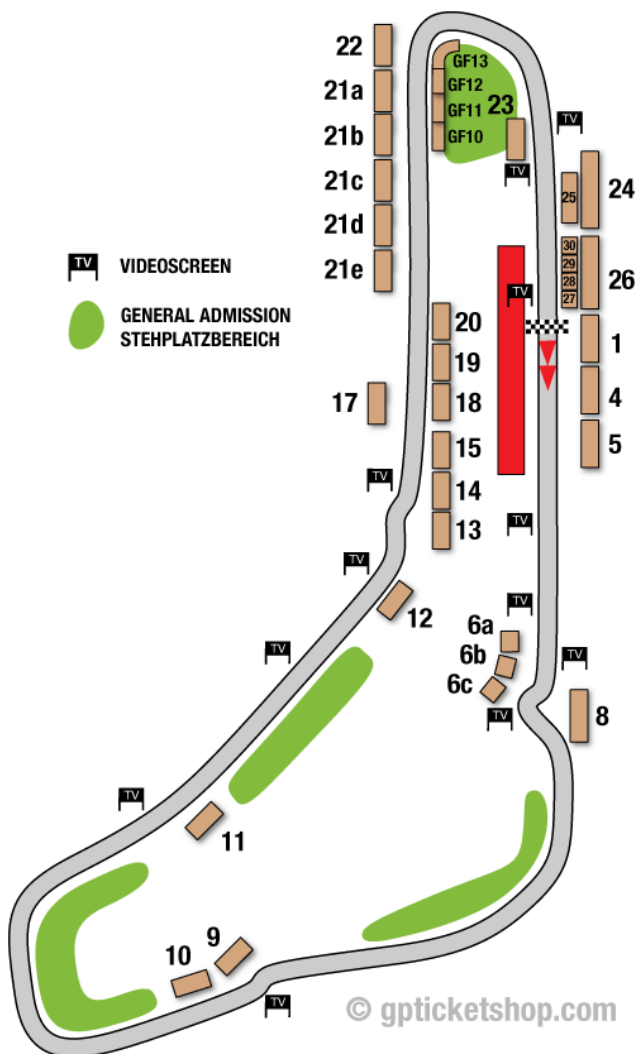 22
GF13
21a
GF12
23
GF11
TV
21b
GF10
TV
24
21c
25
21d
30
TV
VIDEOSCREEN
21e
29
26
28
TV
27
GENERAL ADMISSION
STEHPLATZBEREICH
20
1
19
17
18
4
15
5
TV
14
TV
13
TV
12
TV
6a
TV
6b
TV
6c
TV
8
TV
11
9
10
TV
© gpticketshop.com